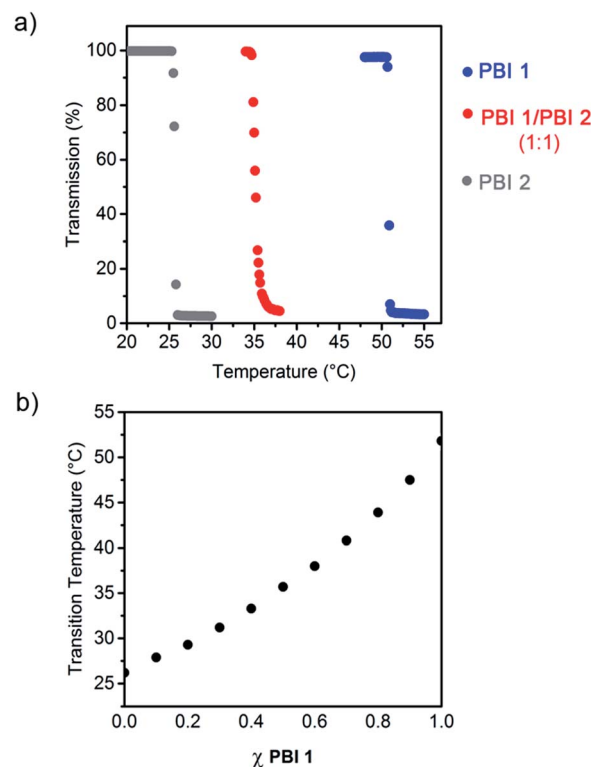 a)
100
80
60
40
20
0
Transmission (%)
20 25 30 35 40 45 50 55
Temperature (°C)
PBI 1
PBI 1/PBI 2
(1:1)
PBI 2
b)
55
50
45
40
35
30
25
Transition Temperature (°C)
0.0 0.2 0.4 0.6 0.8 1.0
χ PBI 1